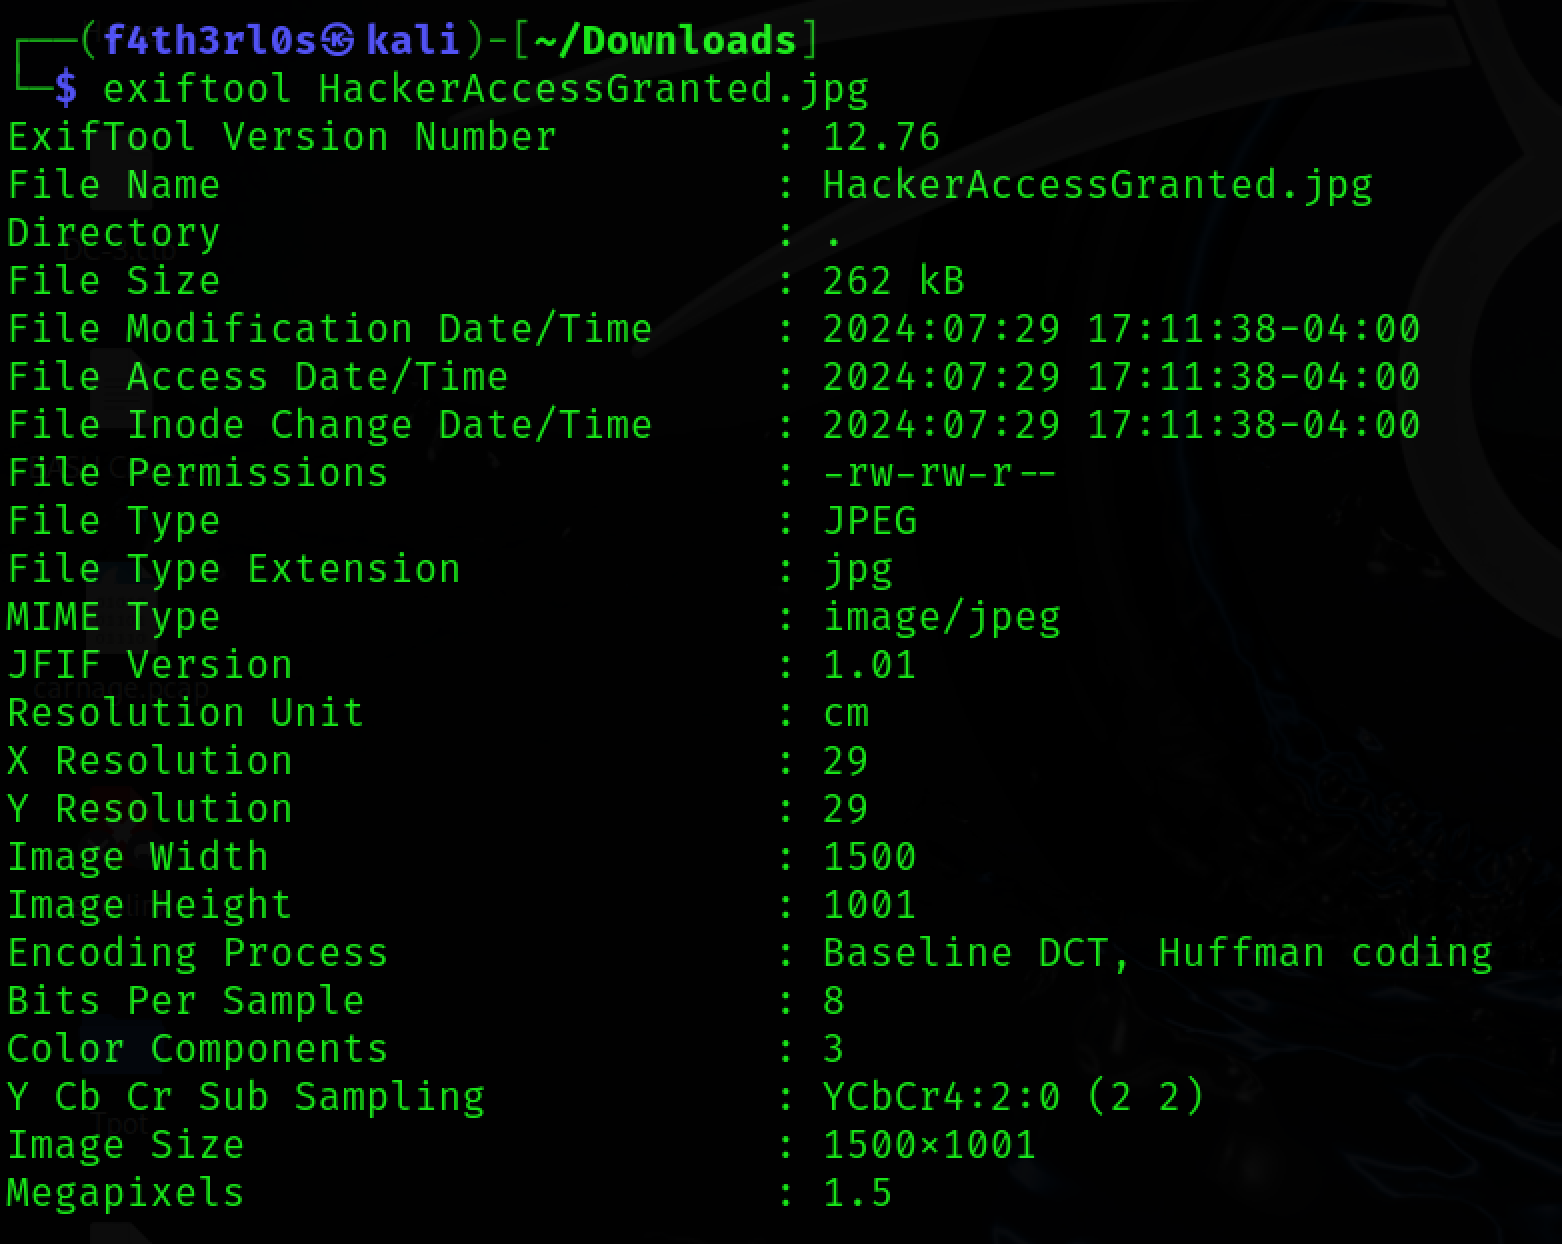 ┌──(f4th3rl0s㉿kali)-[~/Downloads]
└─$ exiftool HackerAccessGranted.jpg
ExifTool Version Number : 12.76
File Name : HackerAccessGranted.jpg
Directory : .
File Size : 262 kB
File Modification Date/Time : 2024:07:29 17:11:38-04:00
File Access Date/Time : 2024:07:29 17:11:38-04:00
File Inode Change Date/Time : 2024:07:29 17:11:38-04:00
File Permissions : -rw-rw-r--
File Type : JPEG
File Type Extension : jpg
MIME Type : image/jpeg
JFIF Version : 1.01
carnage.pcap
Resolution Unit : cm
X Resolution : 29
Y Resolution : 29
Image Width : 1500
Image Height : 1001
Encoding Process : Baseline DCT, Huffman coding
Bits Per Sample : 8
Color Components : 3
Y Cb Cr Sub Sampling : YCbCr4:2:0 (2 2)
Image Size : 1500×1001
Megapixels : 1.5